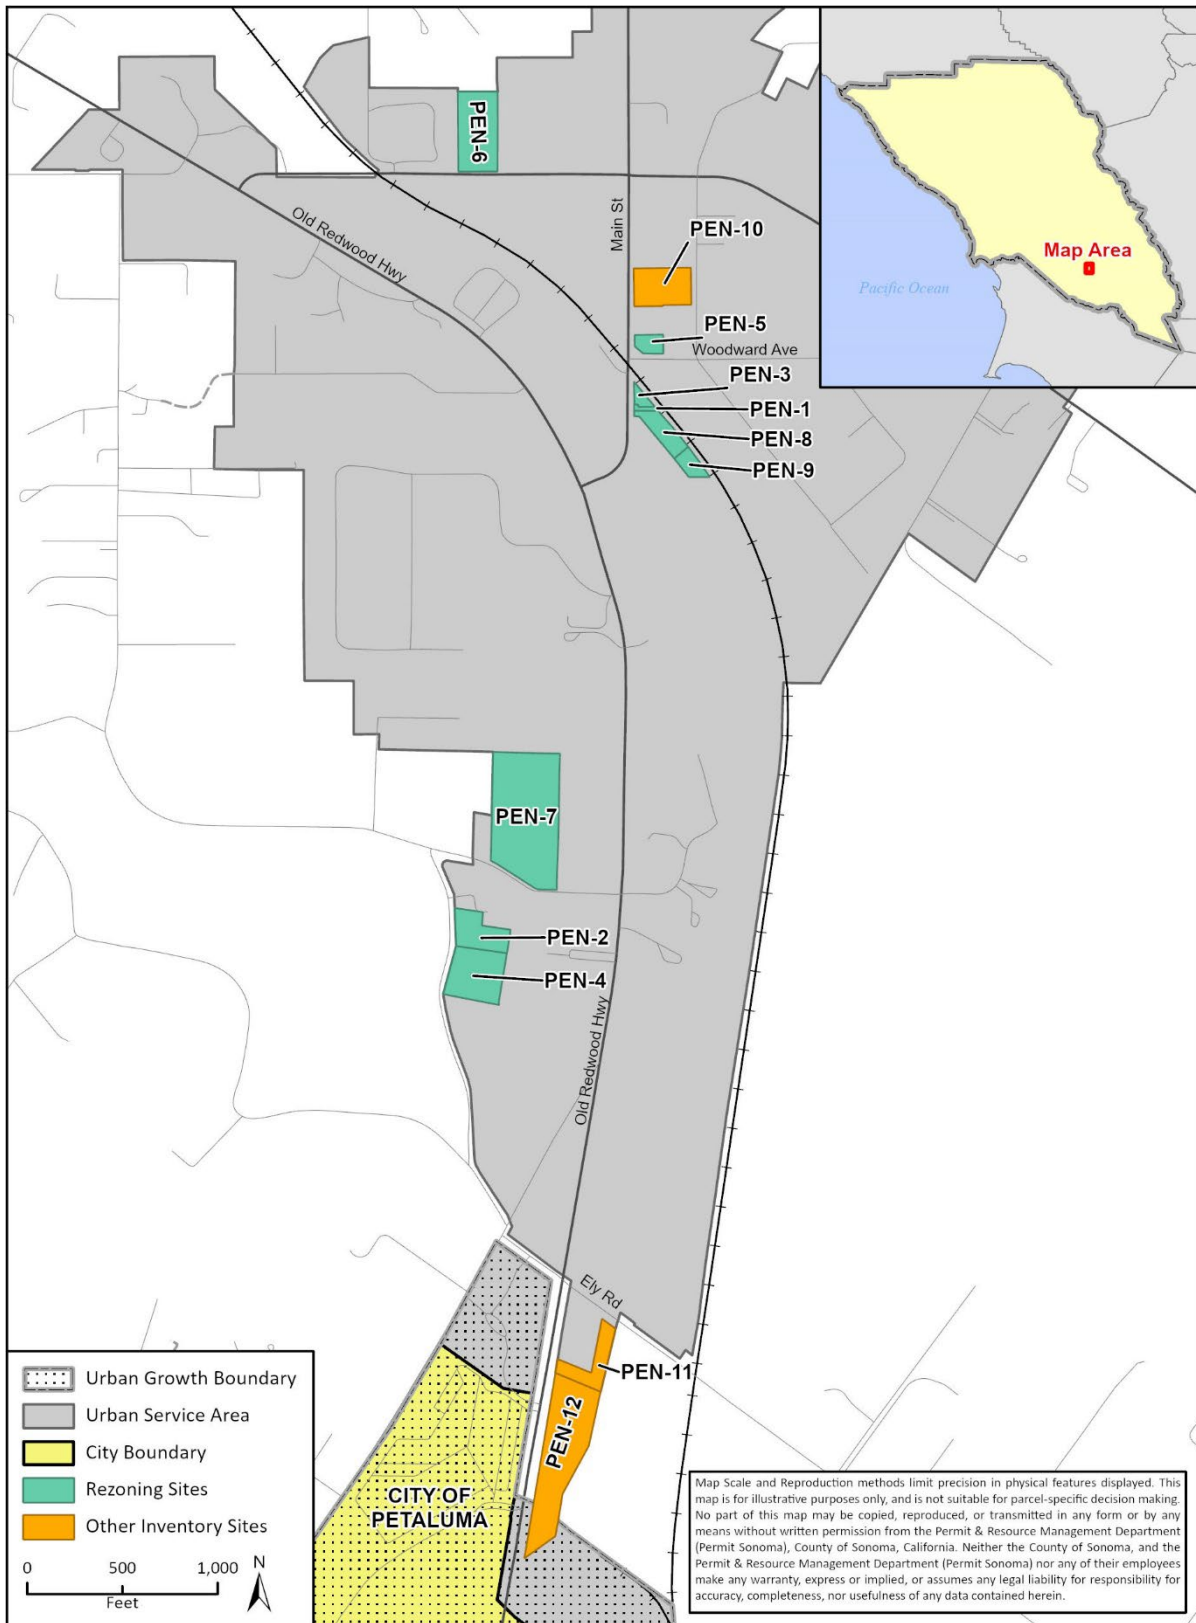 PEN-6
Old Redwood Hwy
Main St
PEN-10
Map Area
Pacific Ocean
PEN-5
Woodward Ave
PEN-3
PEN-1
PEN-8
PEN-9
PEN-7
PEN-2
PEN-4
Old Redwood Hwy
Ely Rd
PEN-11
PEN-12
CITY OF
PETALUMA
Urban Growth Boundary
Urban Service Area
City Boundary
Rezoning Sites
Other Inventory Sites
0 500 1,000
Feet
N
Map Scale and Reproduction methods limit precision in physical features displayed. This
map is for illustrative purposes only, and is not suitable for parcel-specific decision making.
No part of this map may be copied, reproduced, or transmitted in any form or by any
means without written permission from the Permit & Resource Management Department
(Permit Sonoma), County of Sonoma, California. Neither the County of Sonoma, and the
Permit & Resource Management Department (Permit Sonoma) nor any of their employees
make any warranty, express or implied, or assumes any legal liability for responsibility for
accuracy, completeness, nor usefulness of any data contained herein.